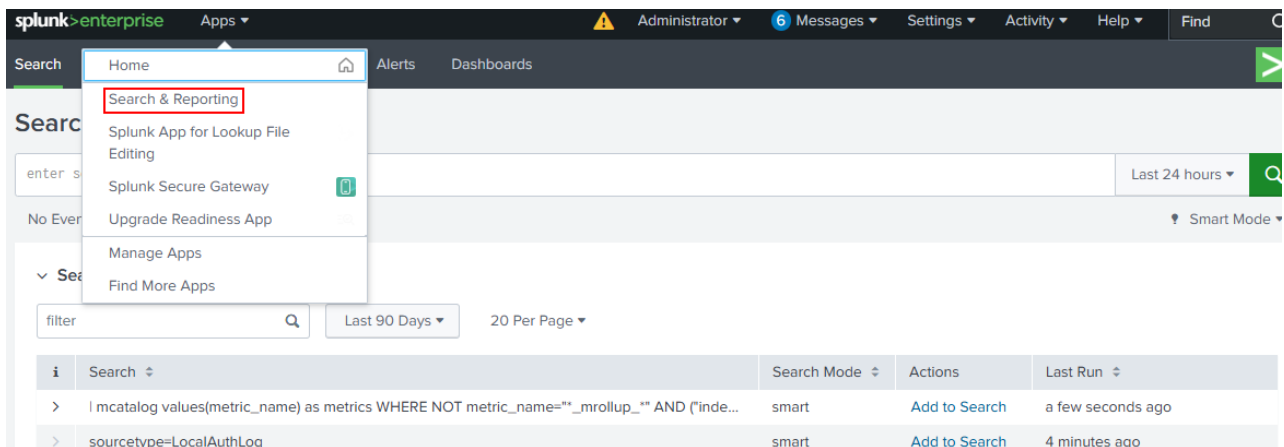 splunk>enterprise Apps Administrator 6 Messages Settings Activity Help Find
Search Home Alerts Dashboards
Search & Reporting
Searc
Splunk App for Lookup File
Editing
enter s Last 24 hours
Splunk Secure Gateway
No Ever Upgrade Readiness App Smart Mode
Manage Apps
Sea
Find More Apps
filter Last 90 Days 20 Per Page
i Search Search Mode Actions Last Run
> | mcatalog values(metric_name) as metrics WHERE NOT metric_name="*_mrollup_*" AND ("inde... smart Add to Search a few seconds ago
> sourcetype=LocalAuthLog smart Add to Search 4 minutes ago